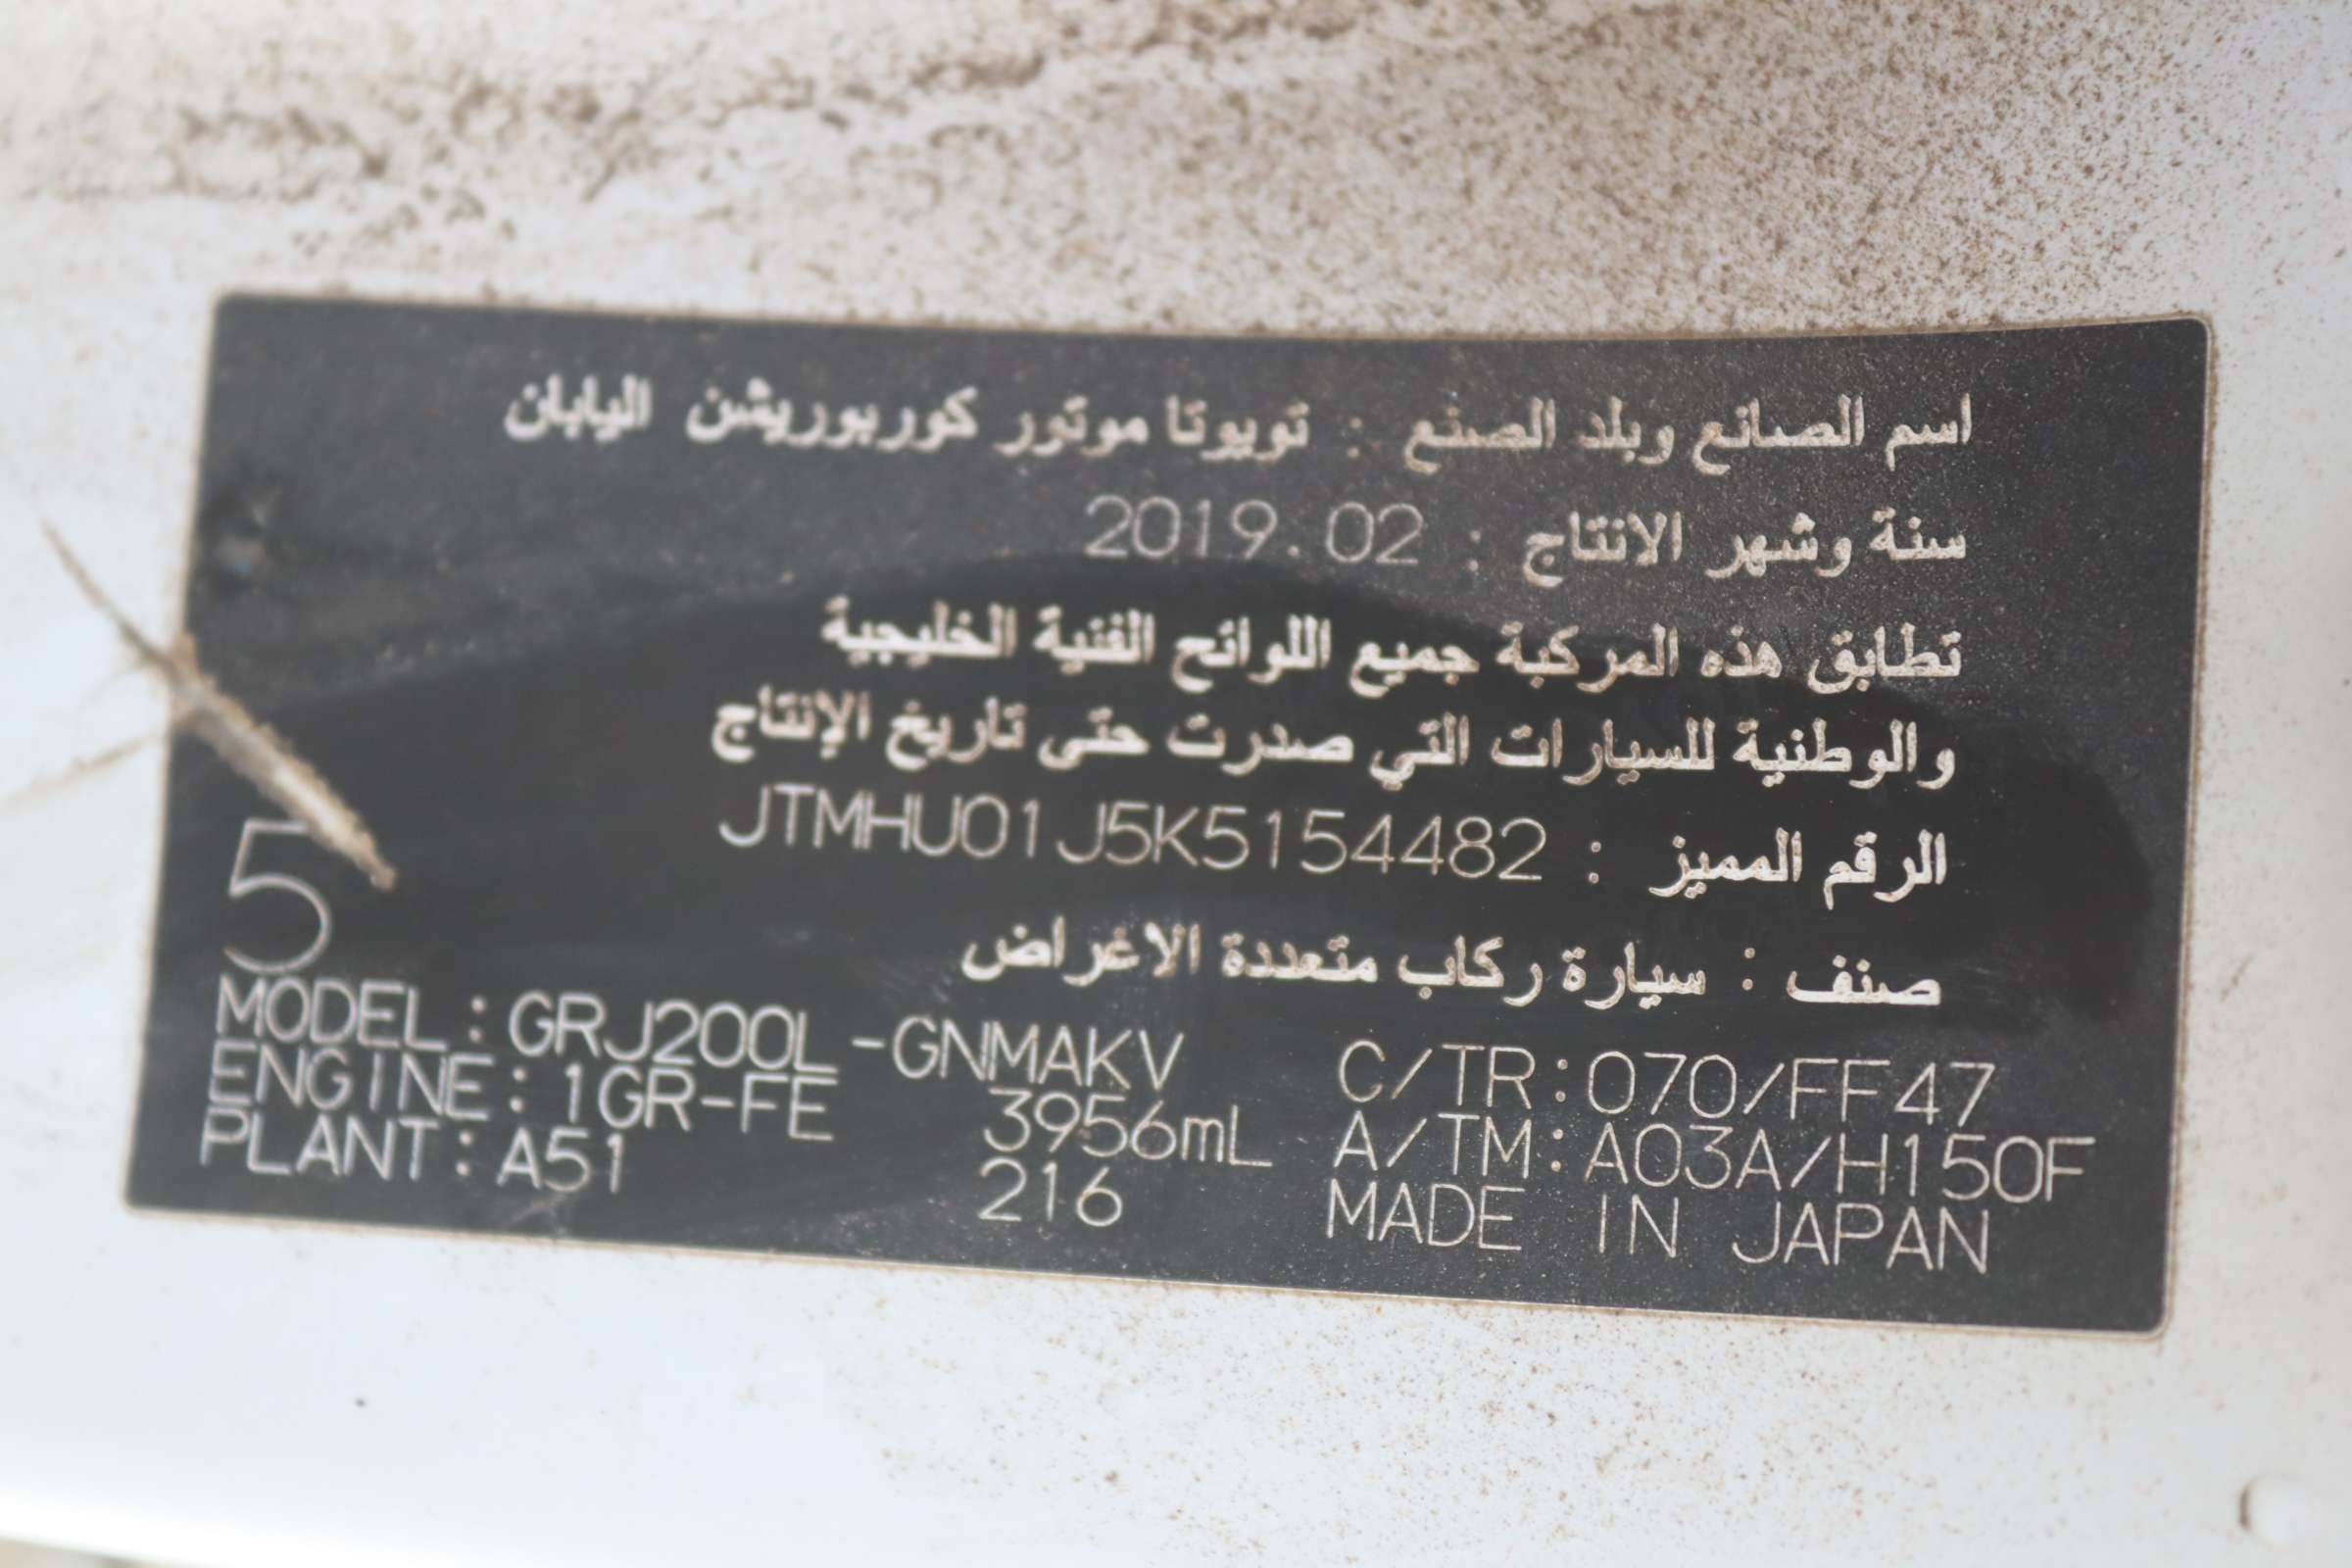 اسم الصانع وبلد الصنع : تويوتا موتور كوربوريشن اليابان
سنة وشهر الانتاج : 2019.02
تطابق هذه المركبة جميع اللوائح الفنية الخليجية
والوطنية للسيارات التي صدرت حتى تاريخ الإنتاج
الرقم المميز : JTMHU01J5K5154482
صنف : سيارة ركاب متعددة الاغراض
5
MODEL : GRJ200L-GNMAKV C/TR:070/FF47
ENGINE: 1GR-FE 3956mL A/TM:A03A/H150F
PLANT: A51 216 MADE IN JAPAN